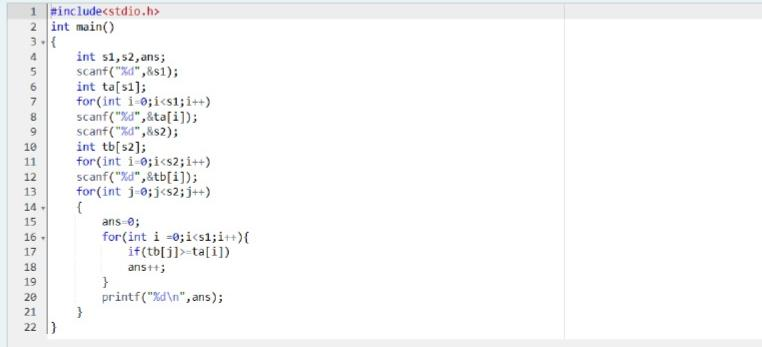 1 #include<stdio.h>
2 int main()
3 {
4 int s1,s2,ans;
5 scanf("%d",&s1);
6 int ta[s1];
7 for(int i=0;i<s1;i++)
8 scanf("%d",&ta[i]);
9 scanf("%d",&s2);
10 int tb[s2];
11 for(int i=0;i<s2;i++)
12 scanf("%d",&tb[i]);
13 for(int j=0;j<s2;j++)
14 {
15 ans=0;
16 for(int i =0;i<s1;i++){
17 if(tb[j]>=ta[i])
18 ans++;
19 }
20 printf("%d\n",ans);
21 }
22 }